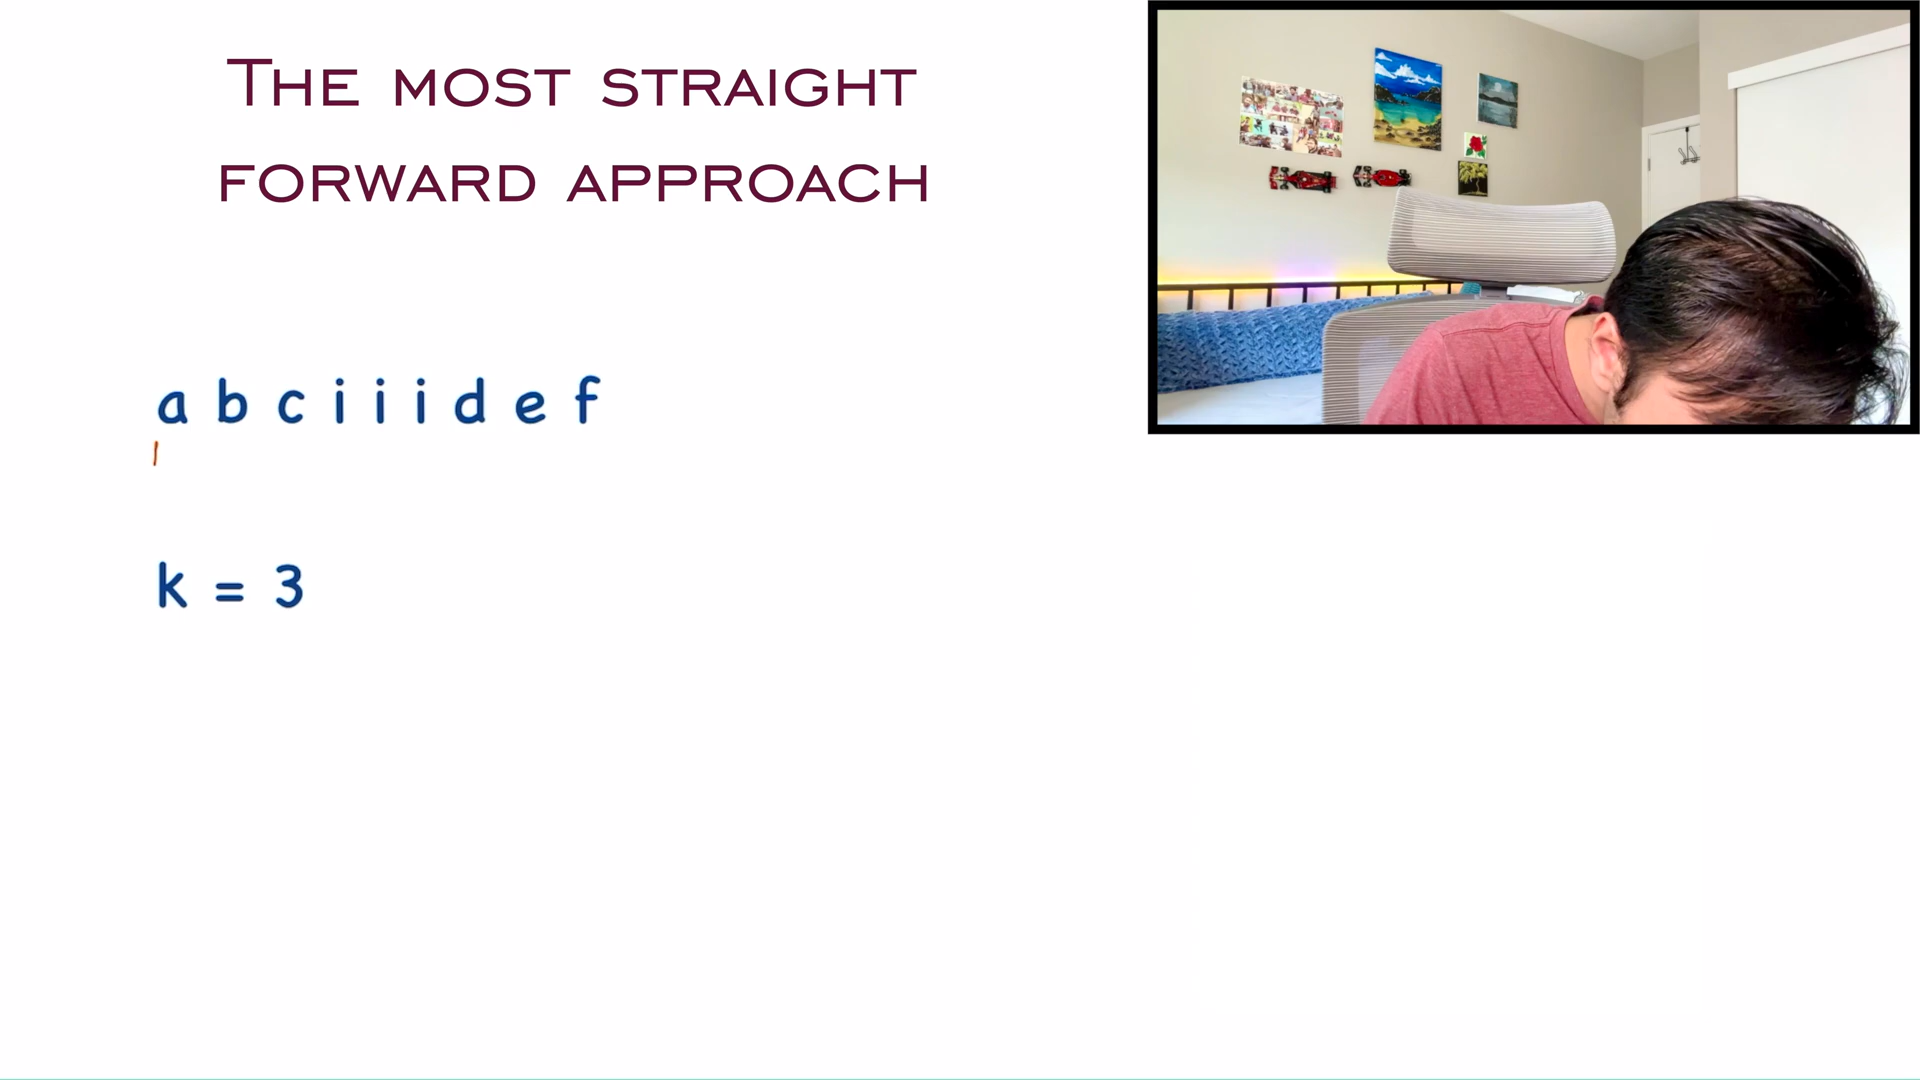 The most straight
forward approach
a b c i i i d e f
k = 3